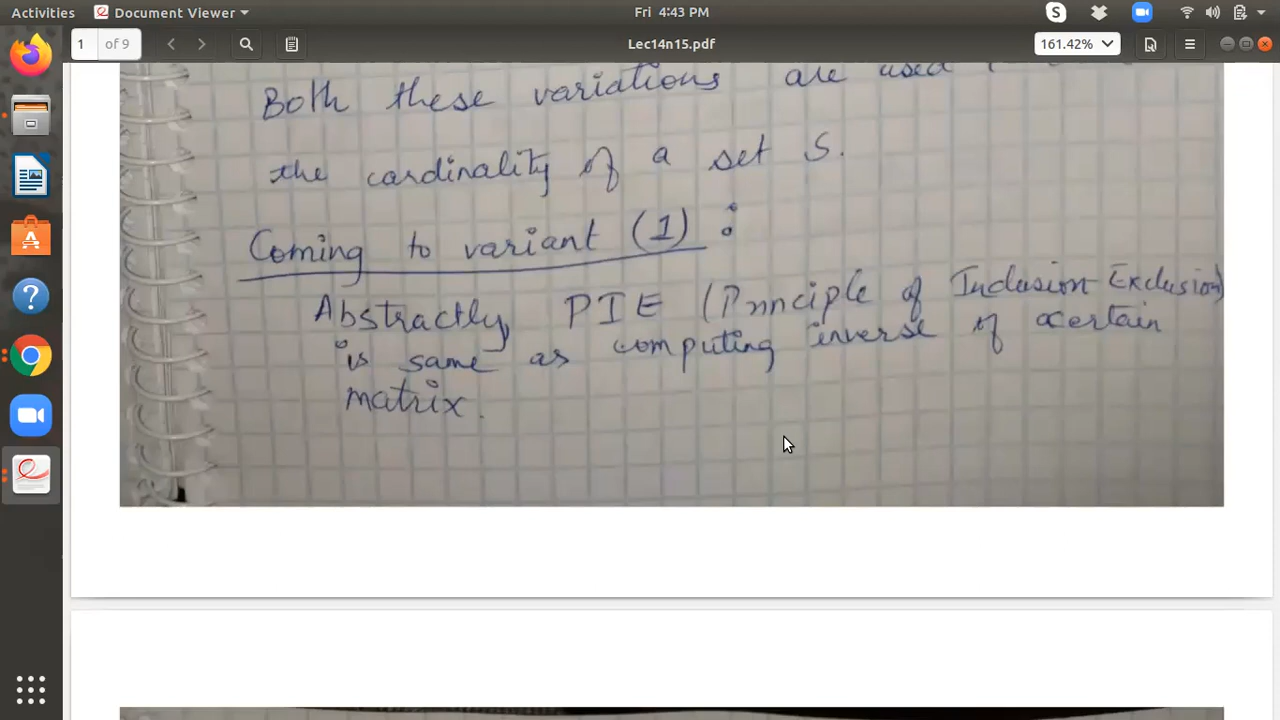 Activities Document Viewer Fri 4:43 PM
1 of 9 Lec14n15.pdf 161.42%
Both these variations are used
the cardinality of a set S.
Coming to variant (1) :
Abstractly, PIE (Principle of Inclusion Exclusion)
is same as computing inverse of a certain
matrix.